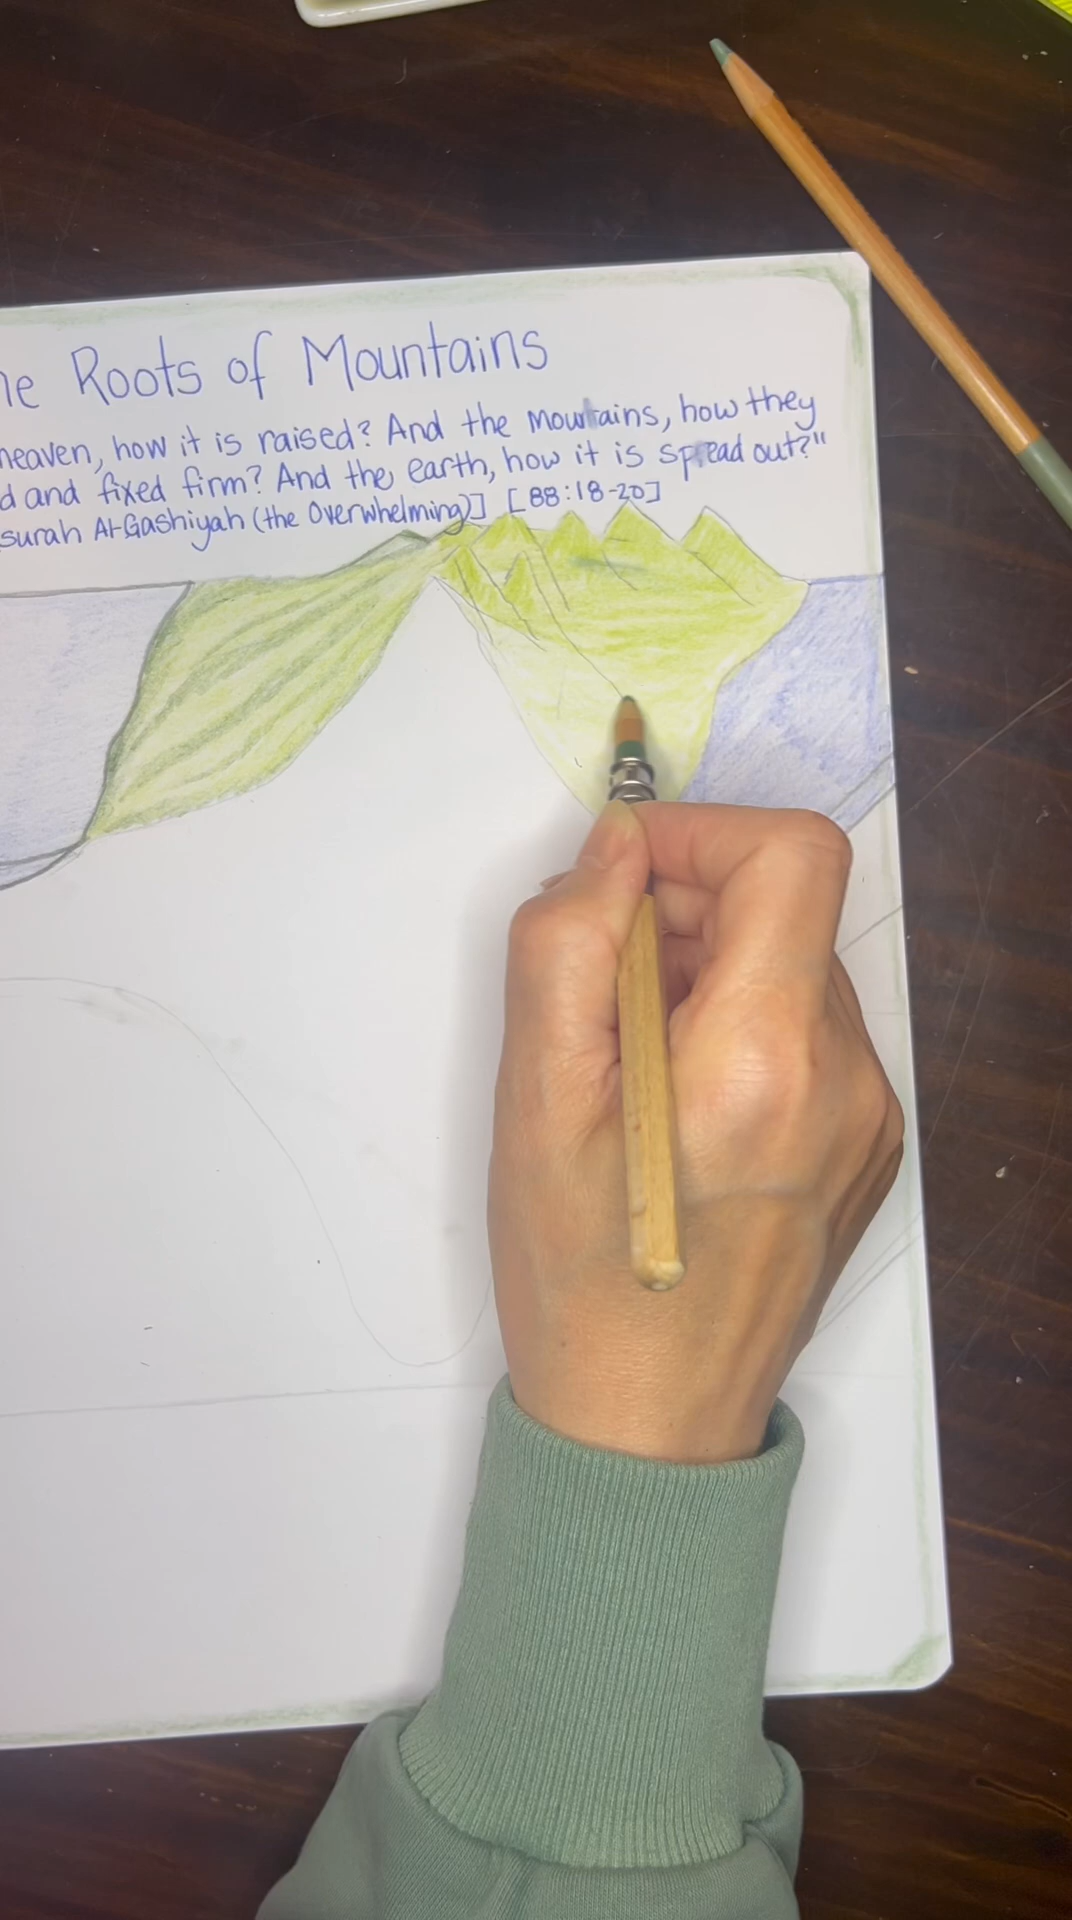 he Roots of Mountains
heaven, how it is raised? And the mountains, how they
d and fixed firm? And the earth, how it is spread out?"
surah Al-Gashiyah (the Overwhelming)] [88:18-20]